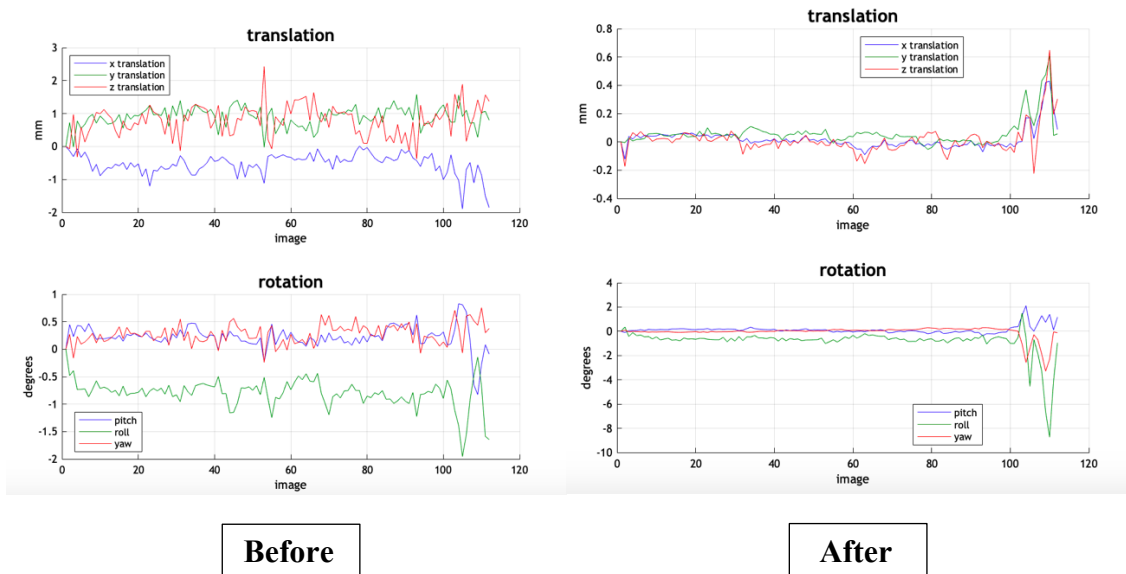 translation
3
2
1
0
-1
-2
mm
x translation
y translation
z translation
0 20 40 60 80 100 120
image
rotation
1
0.5
0
-0.5
-1
-1.5
-2
degrees
pitch
roll
yaw
0 20 40 60 80 100 120
image
Before
translation
0.8
0.6
0.4
0.2
0
-0.2
-0.4
mm
x translation
y translation
z translation
0 20 40 60 80 100 120
image
rotation
4
2
0
-2
-4
-6
-8
-10
degrees
pitch
roll
yaw
0 20 40 60 80 100 120
image
After